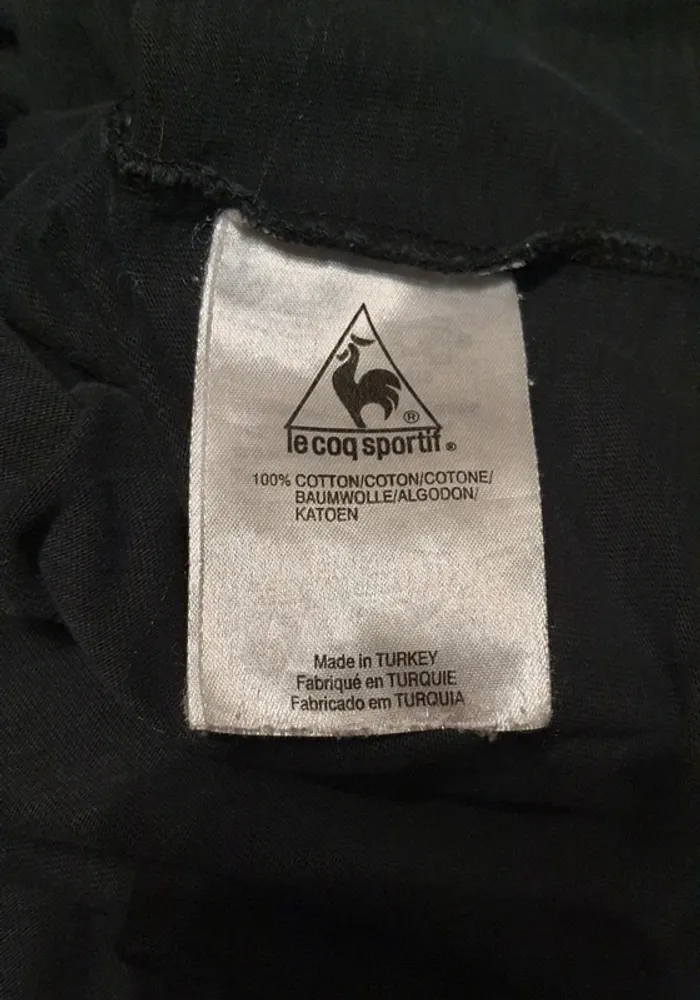 ®
le coq sportif®
100% COTTON/COTON/COTONE/
BAUMWOLLE/ALGODON/
KATOEN
Made in TURKEY
Fabriqué en TURQUIE
Fabricado em TURQUIA